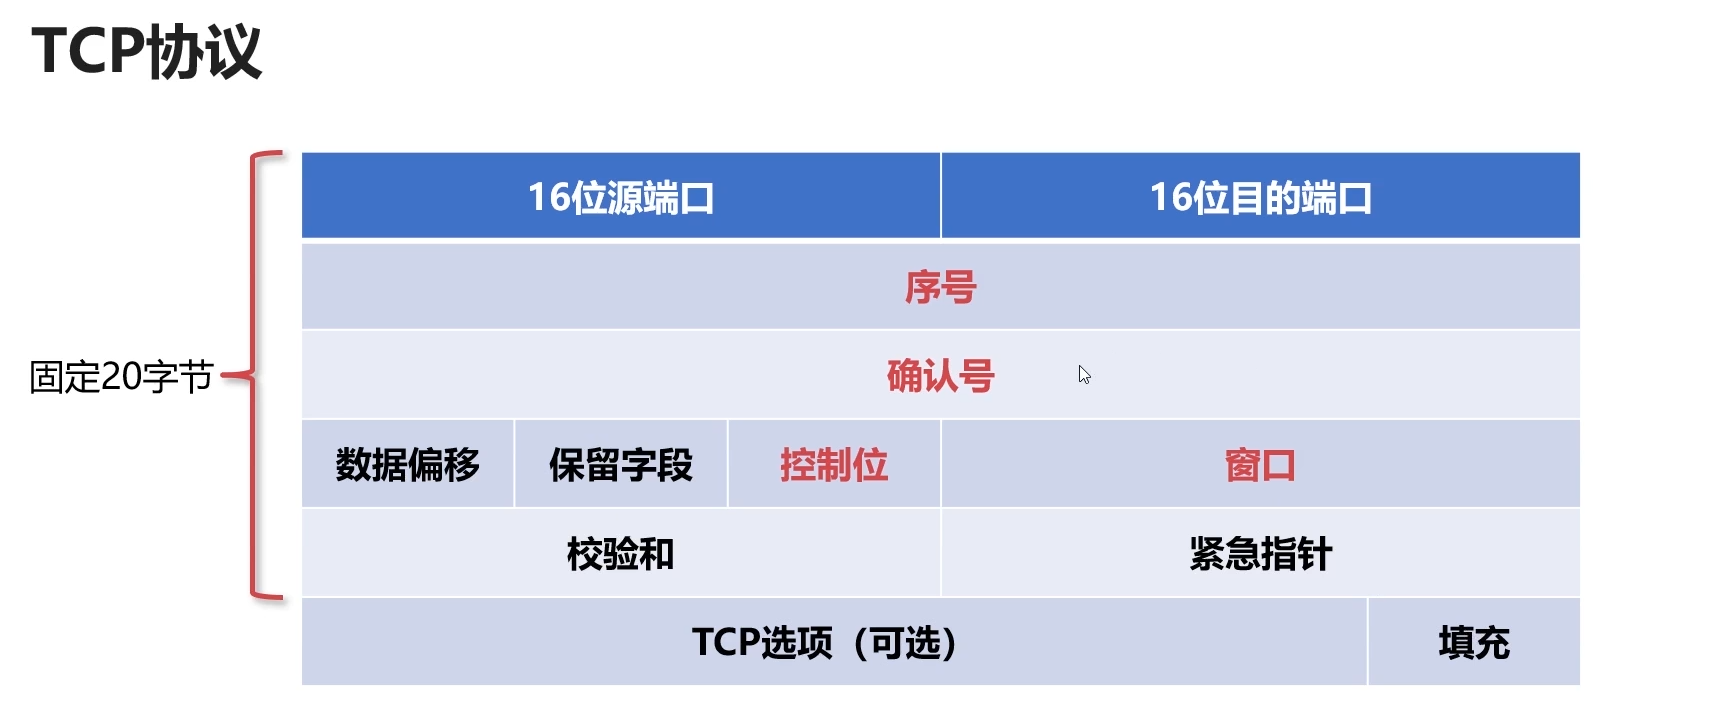 TCP协议
16位源端口
16位目的端口
序号
固定20字节
确认号
数据偏移
保留字段
控制位
窗口
校验和
紧急指针
TCP选项（可选）
填充